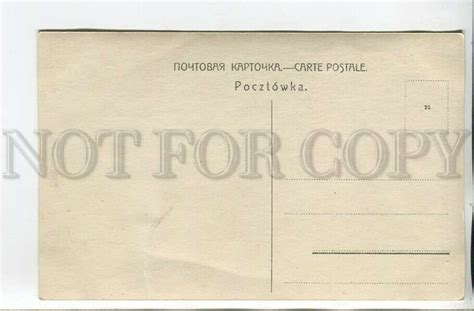 ПОЧТОВАЯ КАРТОЧКА.—CARTE POSTALE.
Pocztówka.
NOT FOR COPY